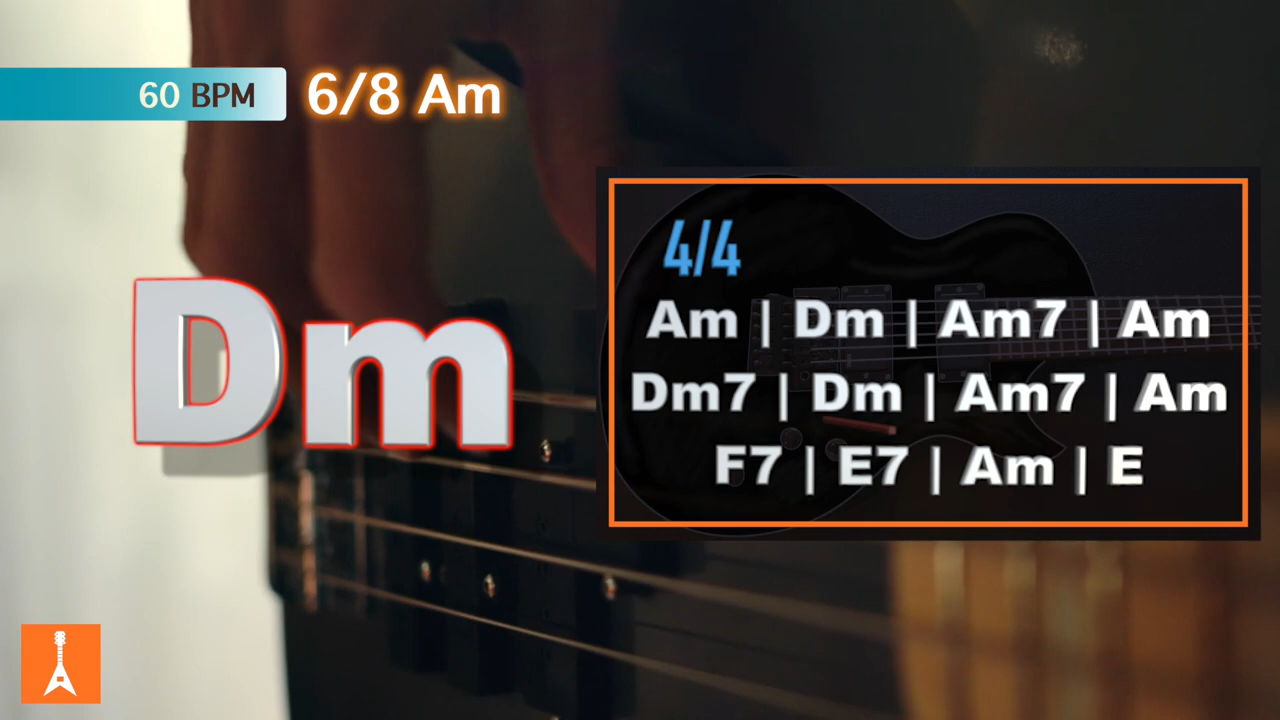 60 BPM 6/8 Am
Dm
4/4
Am | Dm | Am7 | Am
Dm7 | Dm | Am7 | Am
F7 | E7 | Am | E